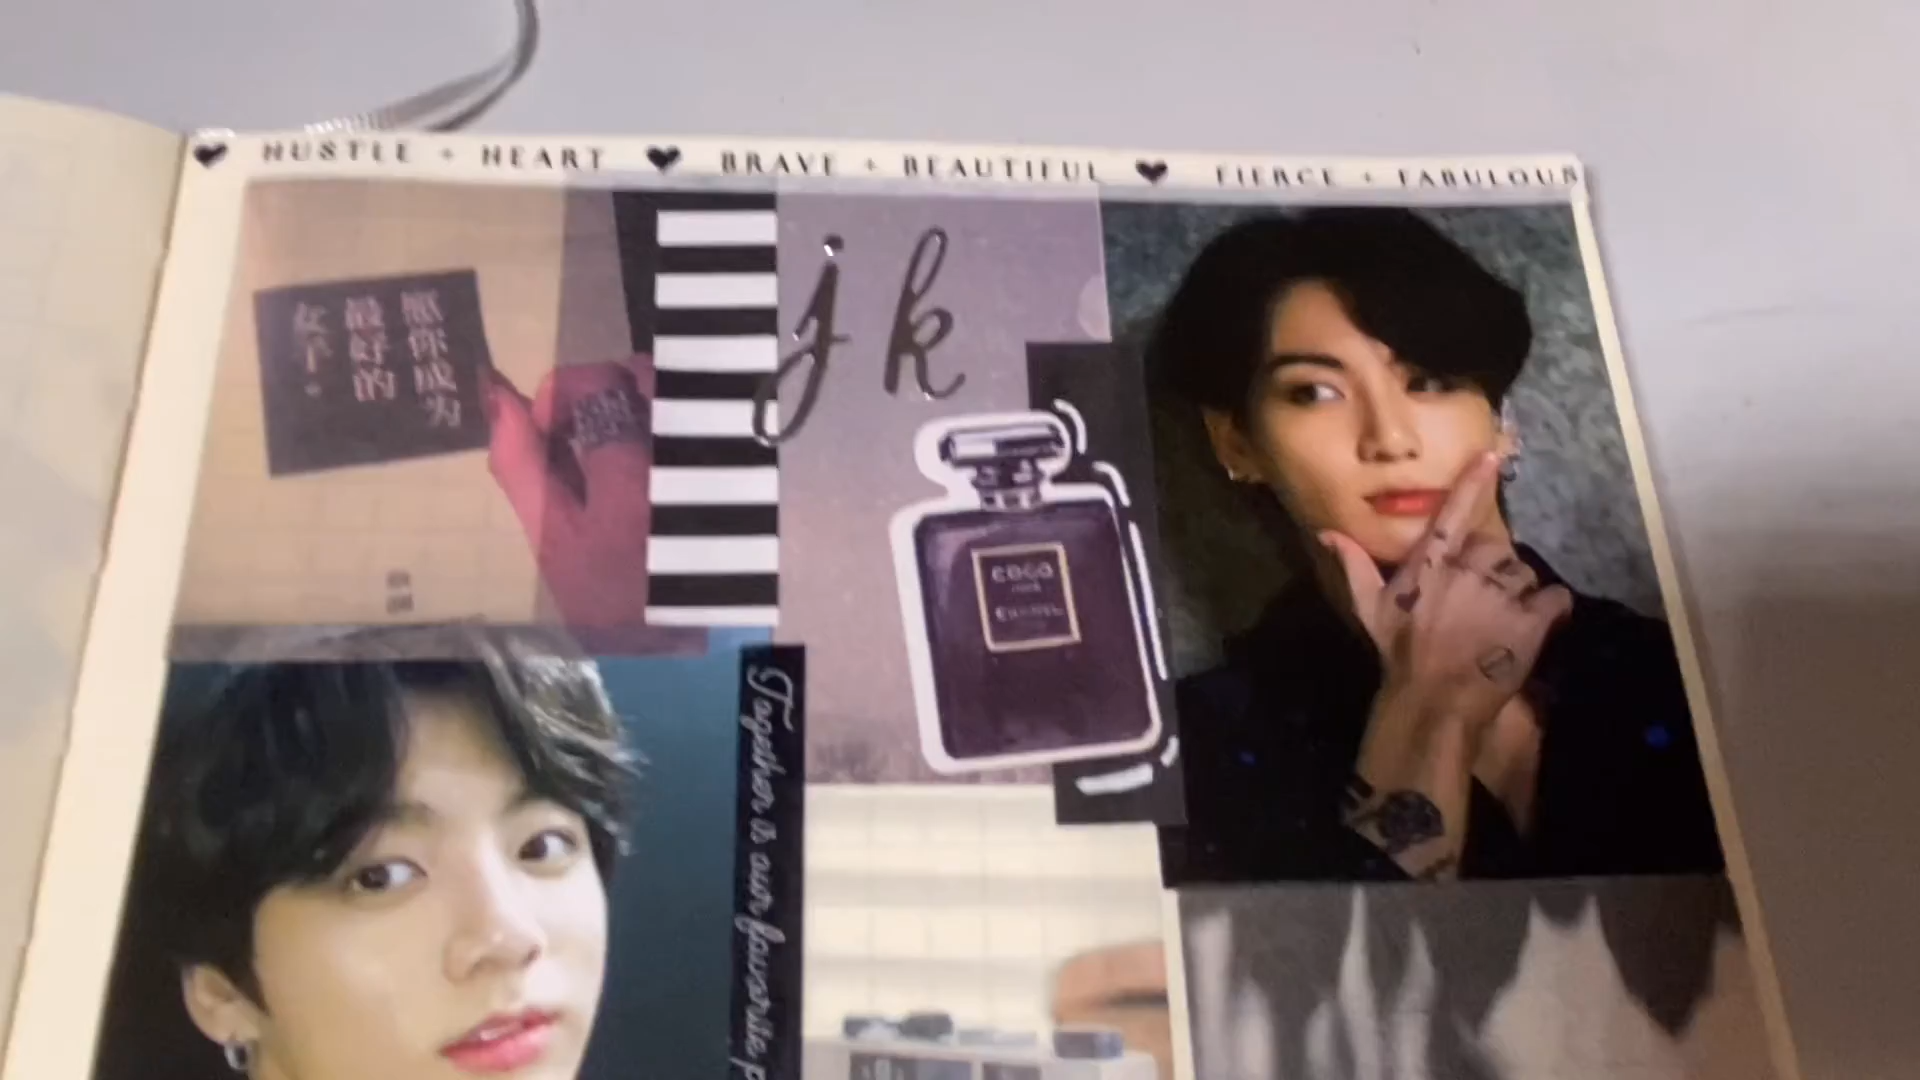 HUSTLE + HEART BRAVE + BEAUTIFUL FIERCE + FABULOUS
愿你成为
最好的
女子。
jk
COCO
CHANEL
Together is our favorite p